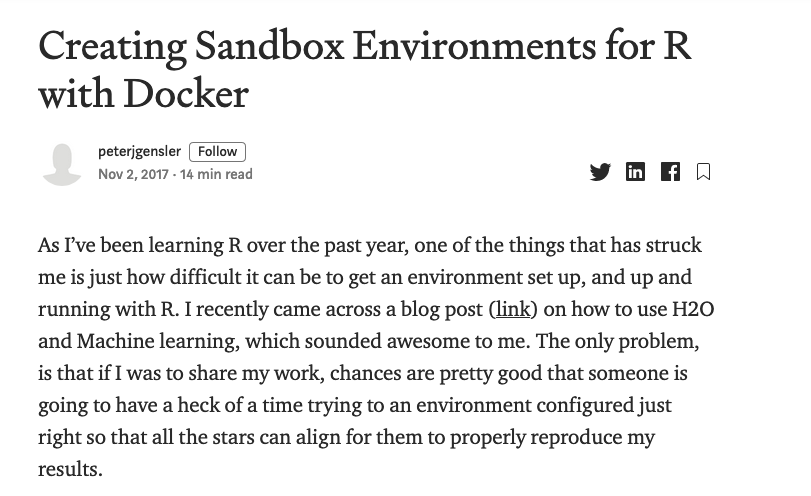 Creating Sandbox Environments for R
with Docker
peterjgensler Follow
Nov 2, 2017 · 14 min read
As I’ve been learning R over the past year, one of the things that has struck
me is just how difficult it can be to get an environment set up, and up and
running with R. I recently came across a blog post (link) on how to use H2O
and Machine learning, which sounded awesome to me. The only problem,
is that if I was to share my work, chances are pretty good that someone is
going to have a heck of a time trying to an environment configured just
right so that all the stars can align for them to properly reproduce my
results.